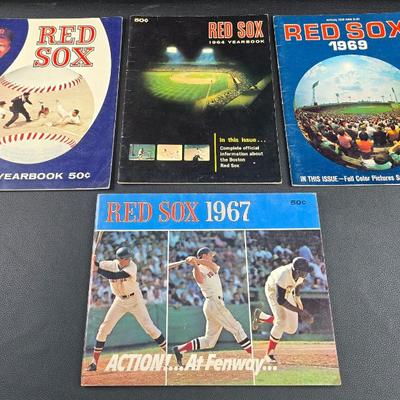 RED
SOX
YEARBOOK 50¢
50¢
RED SOX
1964 YEARBOOK
In this issue...
Complete official
information about
the Boston
Red Sox
RED SOX
1969
IN THIS ISSUE—Full Color Pictures
RED SOX 1967
50¢
ACTION!...At Fenway...